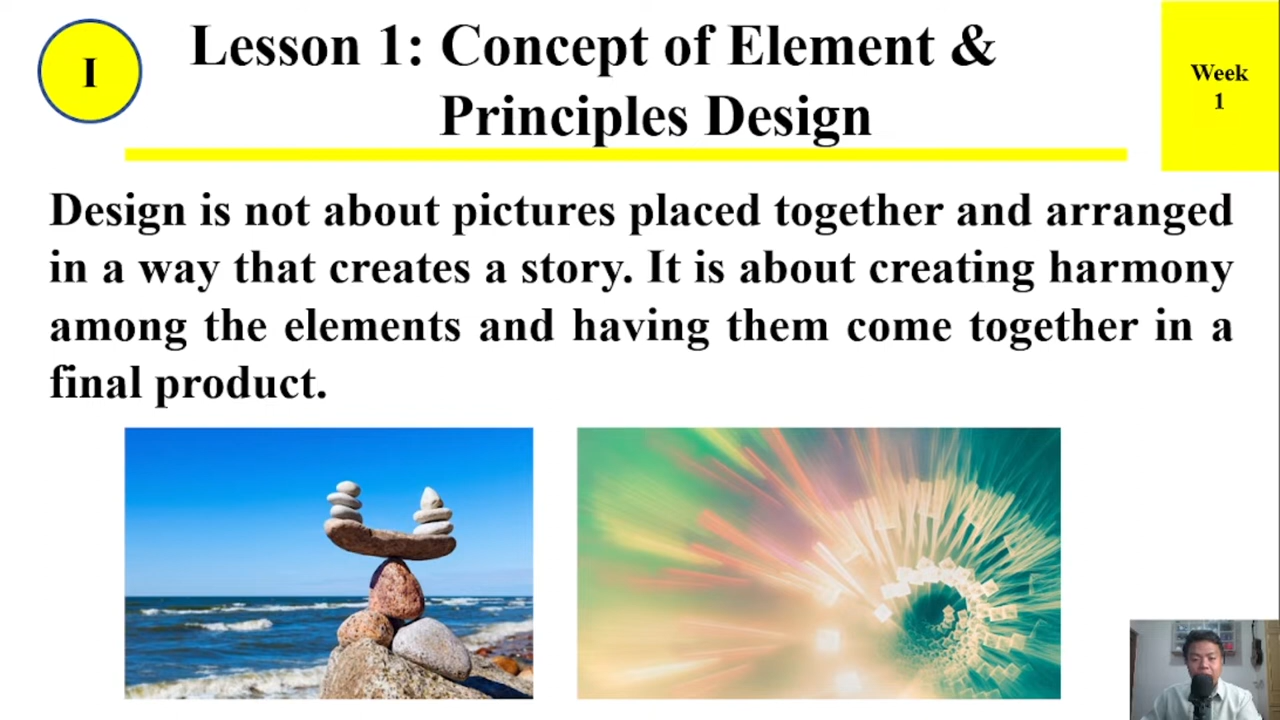 I
Lesson 1: Concept of Element &
Principles Design
Week
1
Design is not about pictures placed together and arranged
in a way that creates a story. It is about creating harmony
among the elements and having them come together in a
final product.